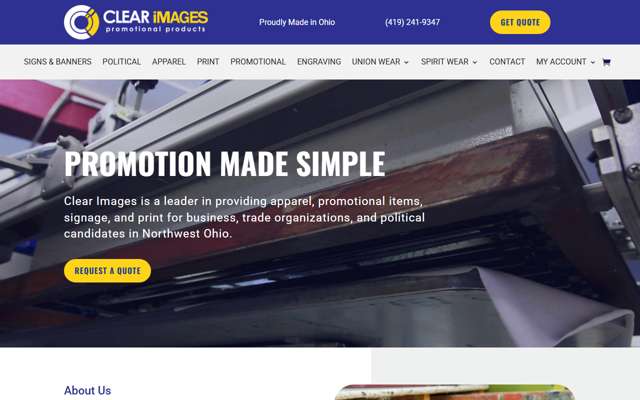 CLEAR iMAGES
promotional products
Proudly Made in Ohio
(419) 241-9347
GET QUOTE
SIGNS & BANNERS
POLITICAL
APPAREL
PRINT
PROMOTIONAL
ENGRAVING
UNION WEAR
SPIRIT WEAR
CONTACT
MY ACCOUNT
PROMOTION MADE SIMPLE
Clear Images is a leader in providing apparel, promotional items,
signage, and print for business, trade organizations, and political
candidates in Northwest Ohio.
REQUEST A QUOTE
About Us